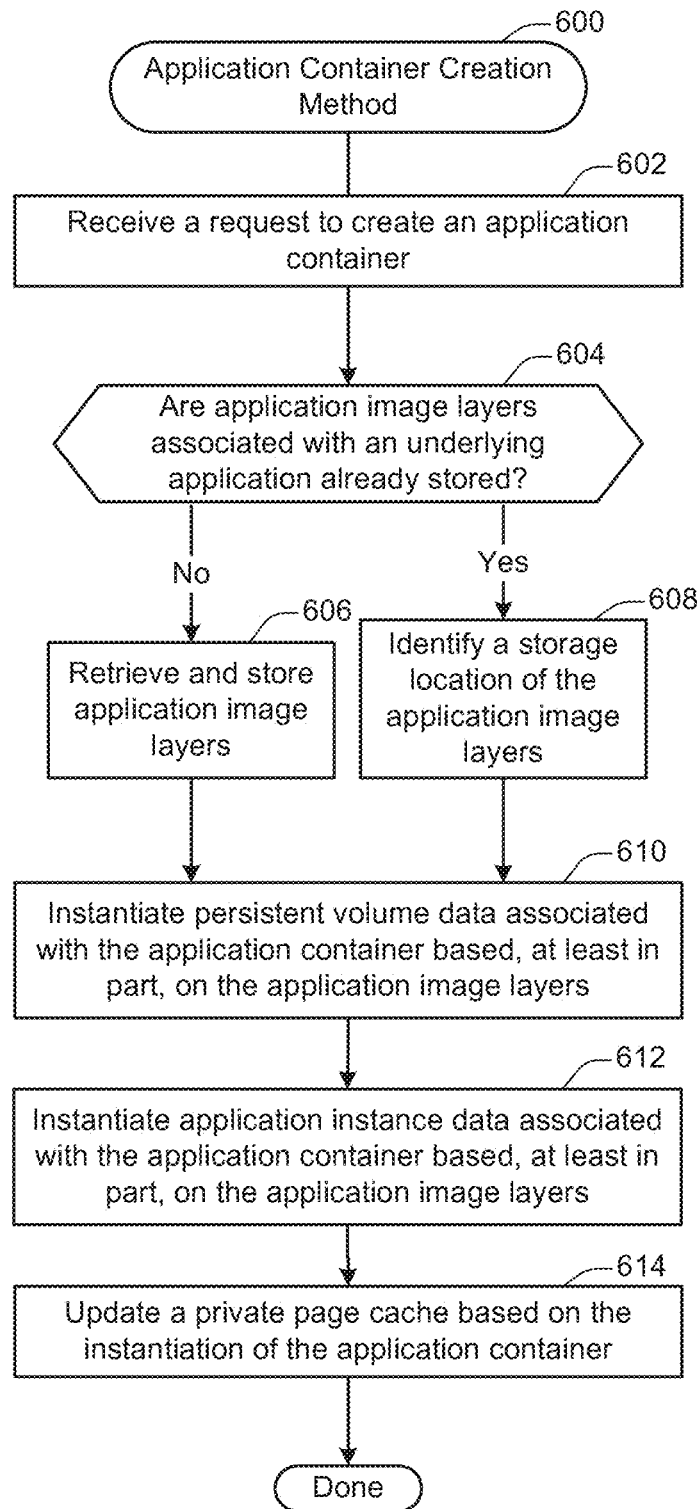 600
Application Container Creation
Method
602
Receive a request to create an application
container
604
Are application image layers
associated with an underlying
application already stored?
No
Yes
606
Retrieve and store
application image
layers
608
Identify a storage
location of the
application image
layers
610
Instantiate persistent volume data associated
with the application container based, at least in
part, on the application image layers
612
Instantiate application instance data associated
with the application container based, at least in
part, on the application image layers
614
Update a private page cache based on the
instantiation of the application container
Done